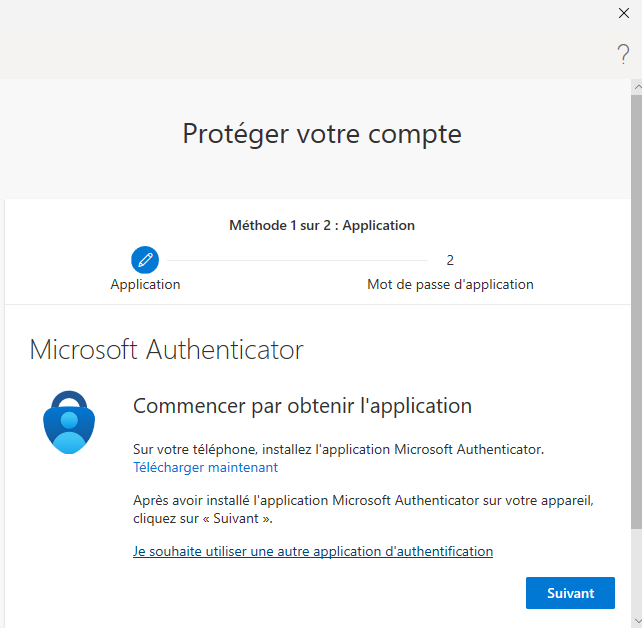 Protéger votre compte
Méthode 1 sur 2 : Application
2
Application
Mot de passe d'application
Microsoft Authenticator
Commencer par obtenir l'application
Sur votre téléphone, installez l'application Microsoft Authenticator.
Télécharger maintenant
Après avoir installé l'application Microsoft Authenticator sur votre appareil,
cliquez sur « Suivant ».
Je souhaite utiliser une autre application d'authentification
Suivant